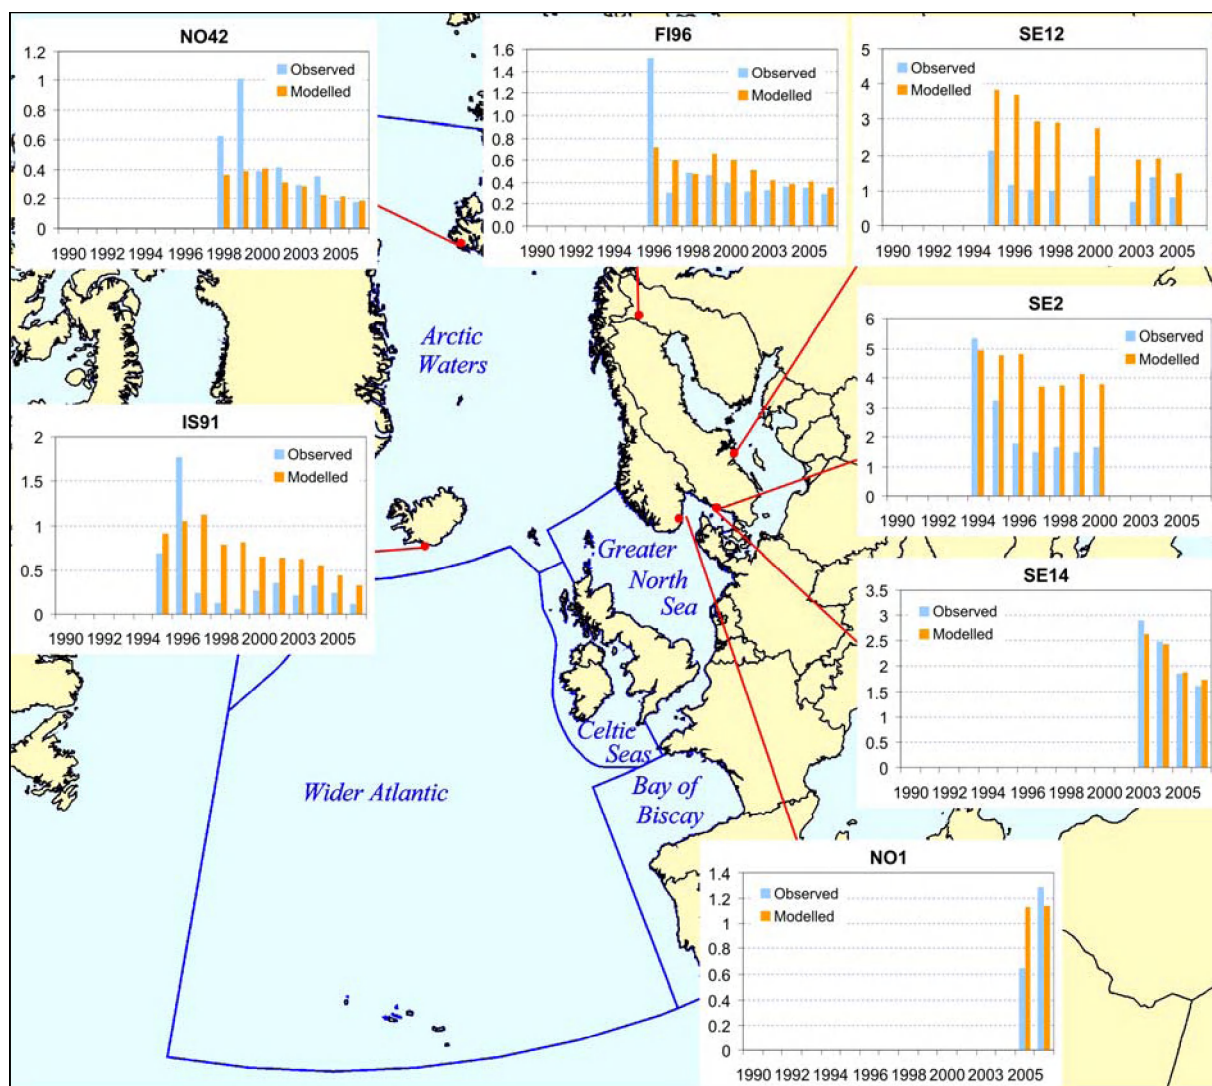 NO42
1.2
1
0.8
0.6
0.4
0.2
0
Observed
Modelled
1990 1992 1994 1996 1998 2000 2003 2005
FI96
1.6
1.4
1.2
1.0
0.8
0.6
0.4
0.2
0.0
Observed
Modelled
1990 1992 1994 1996 1998 2000 2003 2005
SE12
5
4
3
2
1
0
Observed
Modelled
1990 1992 1994 1996 1998 2000 2003 2005
SE2
6
5
4
3
2
1
0
Observed
Modelled
1990 1992 1994 1996 1998 2000 2003 2005
Arctic
Waters
IS91
2
1.5
1
0.5
0
Observed
Modelled
1990 1992 1994 1996 1998 2000 2003 2005
Greater
North
Sea
SE14
3.5
3
2.5
2
1.5
1
0.5
0
Observed
Modelled
1990 1992 1994 1996 1998 2000 2003 2005
Celtic
Seas
Wider Atlantic
Bay of
Biscay
NO1
1.4
1.2
1
0.8
0.6
0.4
0.2
0
Observed
Modelled
1990 1992 1994 1996 1998 2000 2003 2005